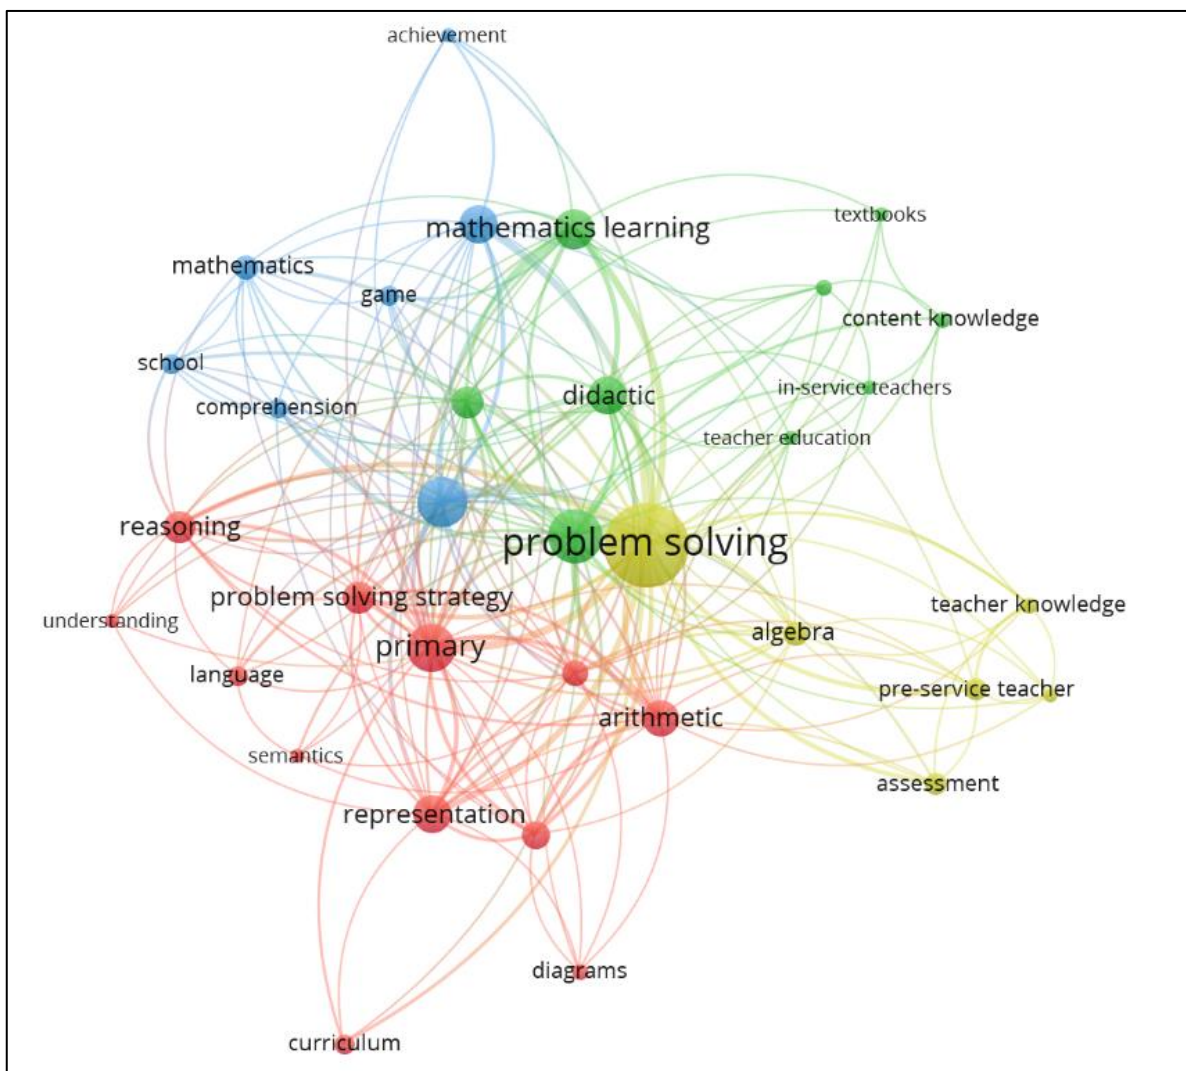 achievement
mathematics learning
textbooks
mathematics
game
content knowledge
school
comprehension
didactic
in-service teachers
teacher education
reasoning
problem solving
problem solving strategy
understanding
teacher knowledge
algebra
primary
language
pre-service teacher
arithmetic
semantics
assessment
representation
diagrams
curriculum